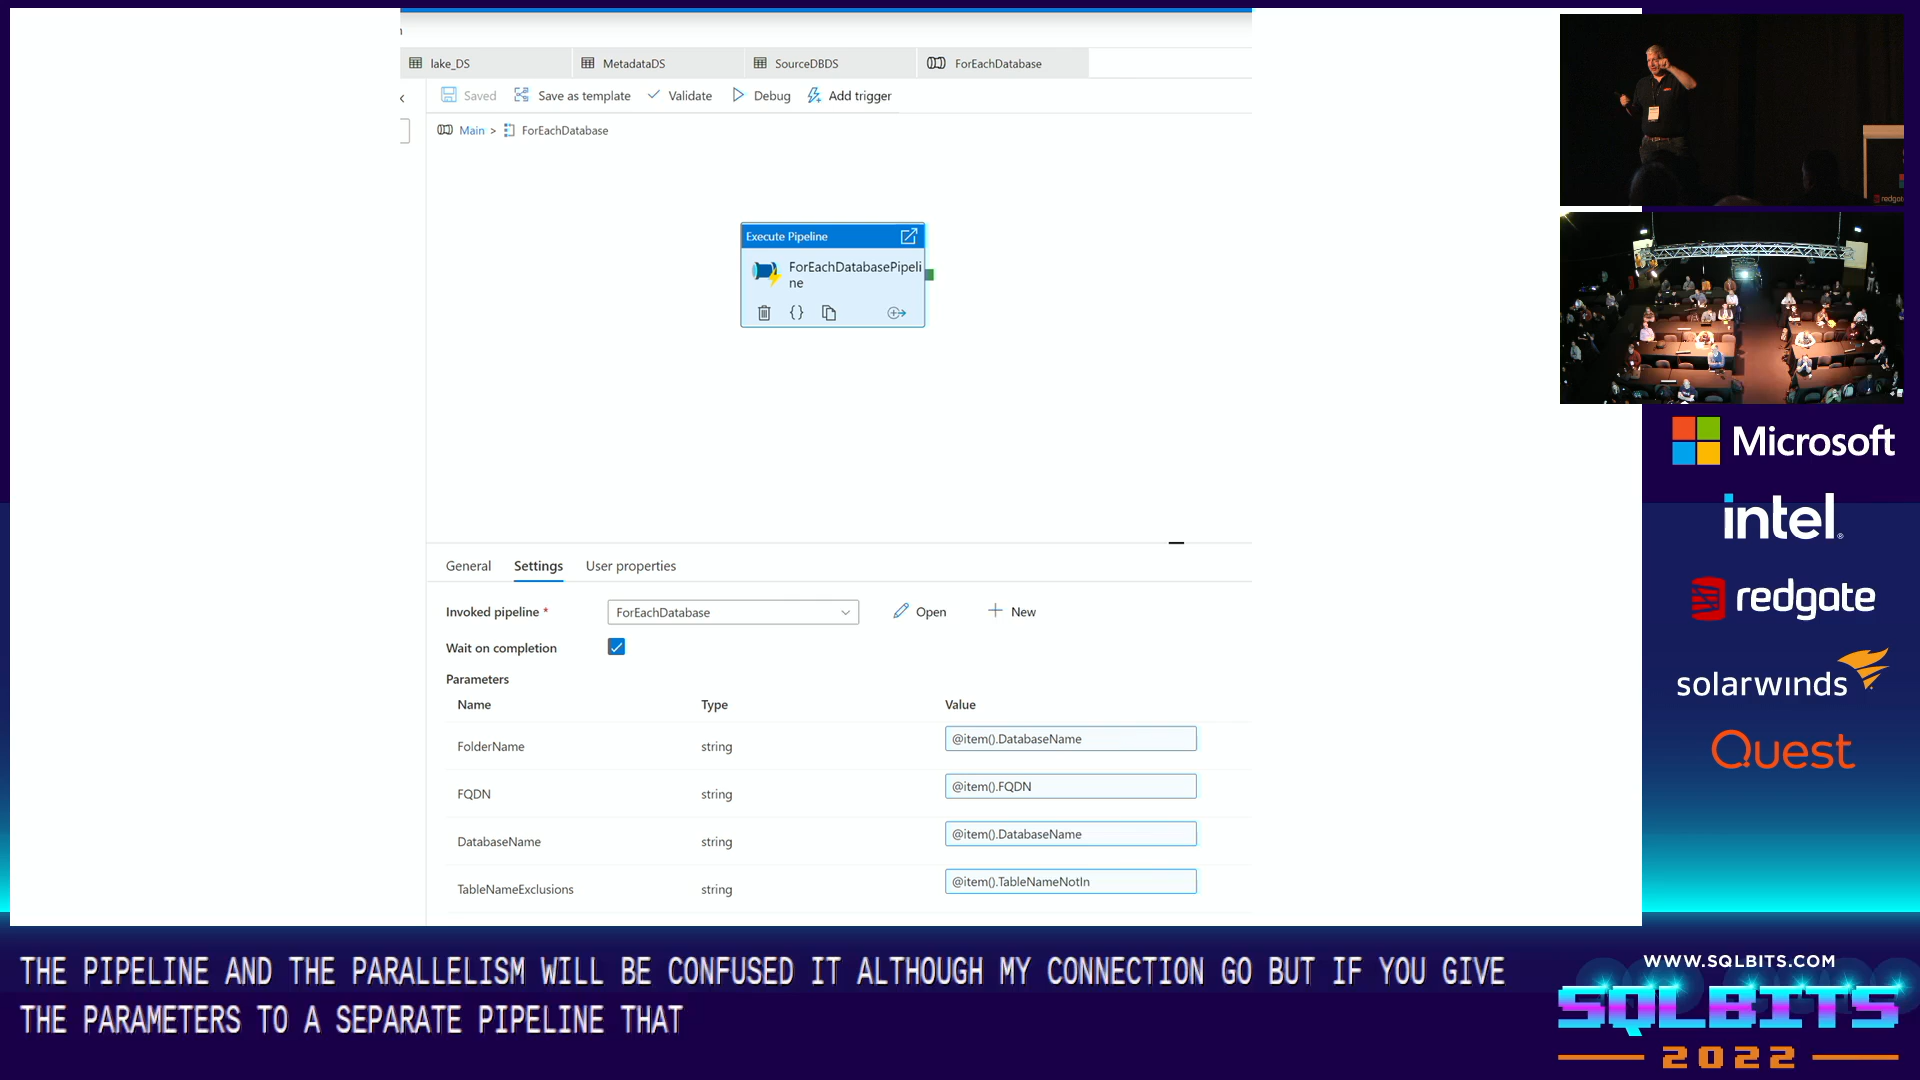 lake_DS
MetadataDS
SourceDBDS
ForEachDatabase
Saved
Save as template
Validate
Debug
Add trigger
Main > ForEachDatabase
Execute Pipeline
ForEachDatabasePipeli
ne
General
Settings
User properties
Invoked pipeline *
ForEachDatabase
Open
New
Wait on completion
Parameters
Name Type Value
FolderName string @item().DatabaseName
FQDN string @item().FQDN
DatabaseName string @item().DatabaseName
TableNameExclusions string @item().TableNameNotIn
redgate
Microsoft
intel.
redgate
solarwinds
Quest
THE PIPELINE AND THE PARALLELISM WILL BE CONFUSED IT ALTHOUGH MY CONNECTION GO BUT IF YOU GIVE
THE PARAMETERS TO A SEPARATE PIPELINE THAT
WWW.SQLBITS.COM
SQLBITS
2022